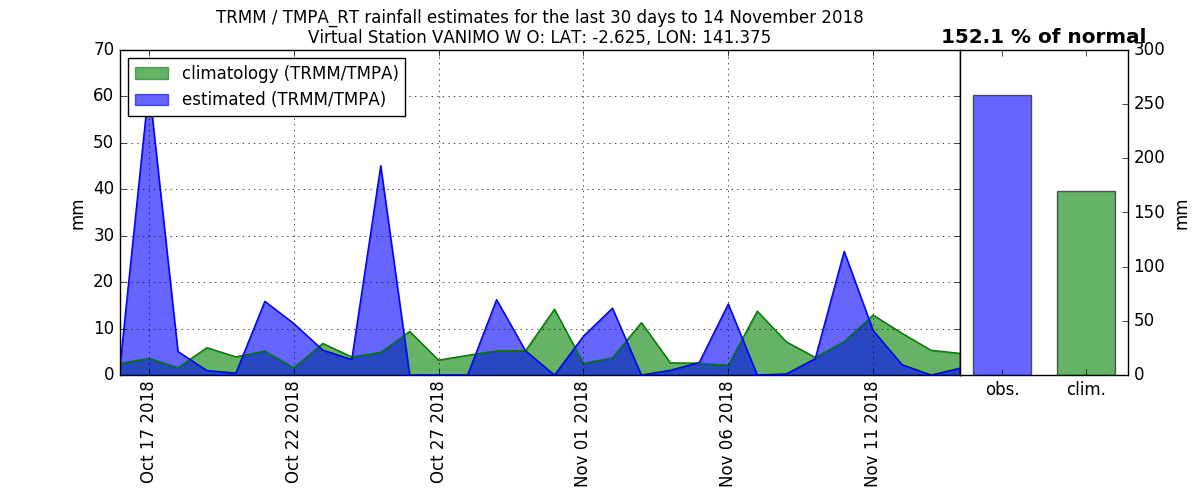 TRMM / TMPA_RT rainfall estimates for the last 30 days to 14 November 2018
Virtual Station VANIMO W O: LAT: -2.625, LON: 141.375
152.1 % of normal
climatology (TRMM/TMPA)
estimated (TRMM/TMPA)
mm
70
60
50
40
30
20
10
0
Oct 17 2018
Oct 22 2018
Oct 27 2018
Nov 01 2018
Nov 06 2018
Nov 11 2018
obs.
clim.
300
250
200
150
100
50
0
mm